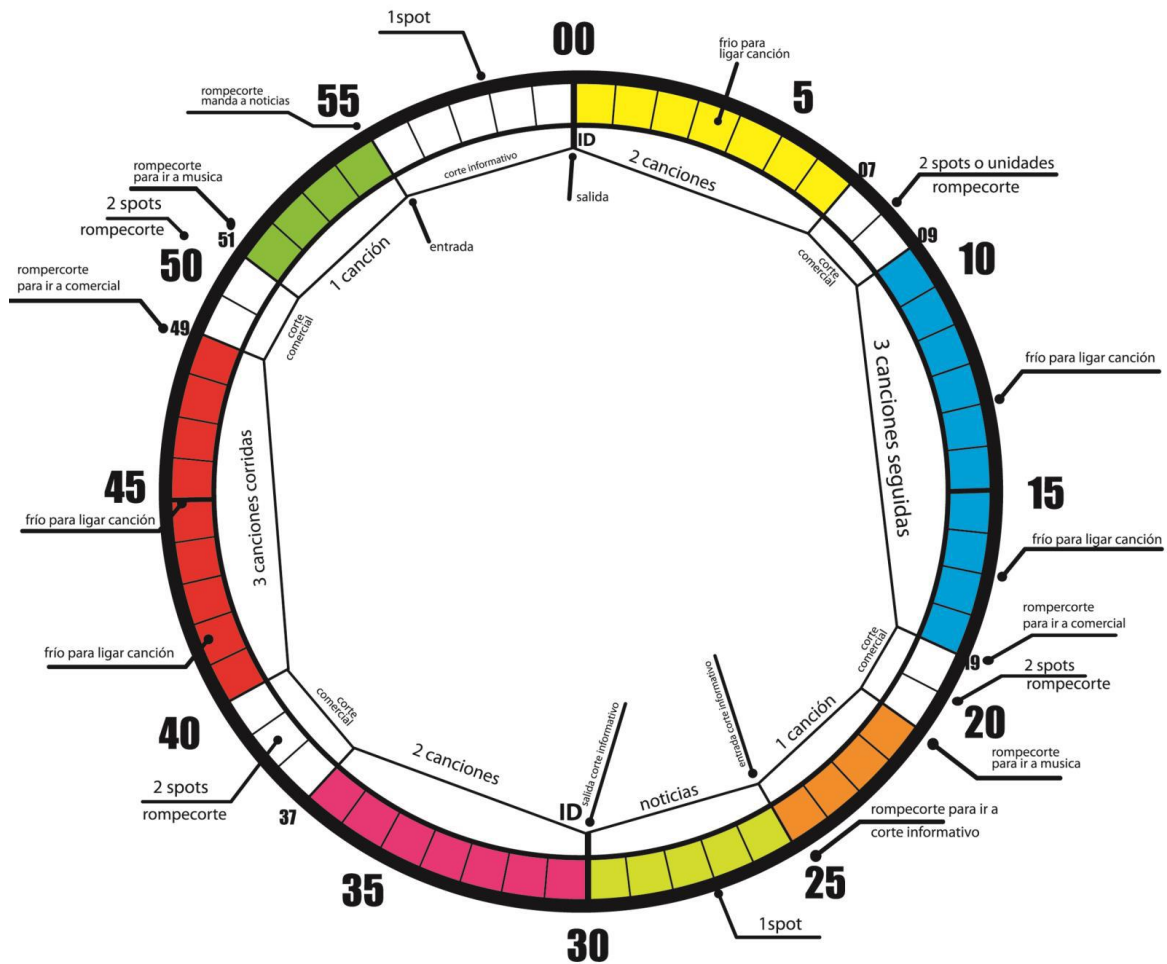 00
1spot
frio para
ligar canción
5
55
rompecorte
manda a noticias
ID
corte informativo
2 canciones
07
2 spots o unidades
rompecorte
salida
rompecorte
para ir a musica
2 spots
rompecorte
51
50
entrada
1 canción
corte
comercial
09
10
rompercorte
para ir a comercial
49
corte
comercial
3 canciones seguidas
frío para ligar canción
45
3 canciones corridas
15
frío para ligar canción
frío para ligar canción
frío para ligar canción
corte
comercial
rompercorte
para ir a comercial
19
2 spots
rompecorte
20
40
corte
comercial
2 canciones
salida corte informativo
entrada corte informativo
1 canción
rompecorte
para ir a musica
2 spots
rompecorte
37
ID
noticias
rompecorte para ir a
corte informativo
35
25
1spot
30